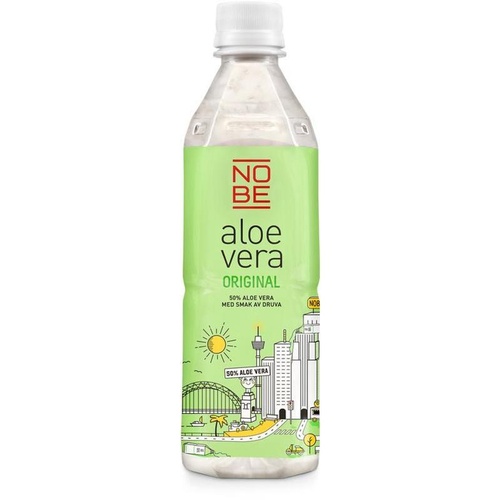 NO
BE
aloe
vera
ORIGINAL
50% ALOE VERA
MED SMAK AV DRUVA
NOBE
50% ALOE VERA